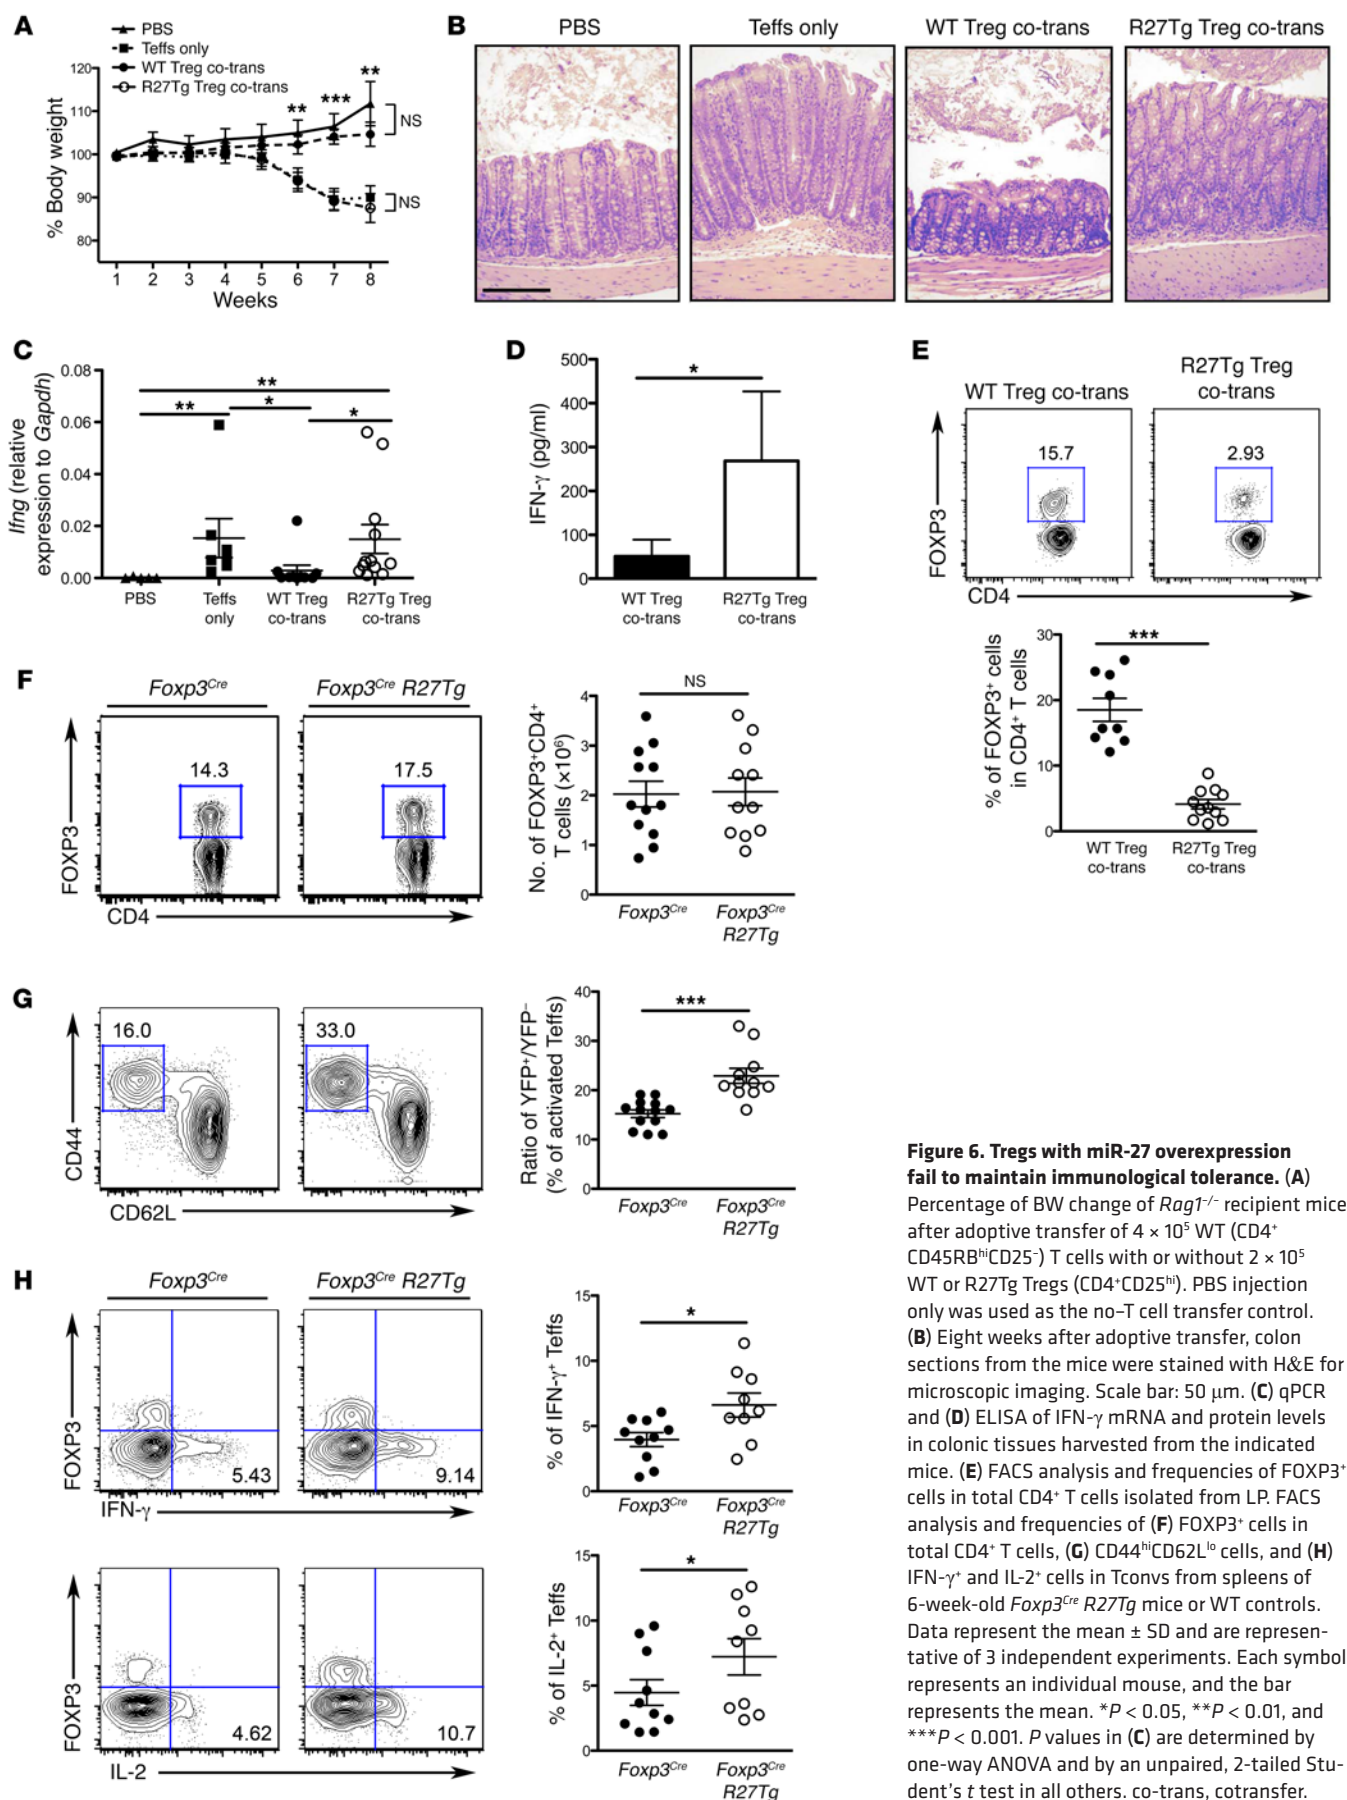 A
PBS
Teffs only
WT Treg co-trans
R27Tg Treg co-trans
120
110
100
90
80
% Body weight
** *** **
NS
NS
1 2 3 4 5 6 7 8
Weeks
B
PBS
Teffs only
WT Treg co-trans
R27Tg Treg co-trans
C
Ifng (relative
expression to Gapdh)
0.08
0.06
0.04
0.02
0.00
**
** *
*
PBS
Teffs
only
WT Treg
co-trans
R27Tg Treg
co-trans
D
IFN-γ (pg/ml)
500
400
300
200
100
0
*
WT Treg
co-trans
R27Tg Treg
co-trans
E
WT Treg co-trans
R27Tg Treg
co-trans
15.7
2.93
FOXP3
CD4
% of FOXP3⁺ cells
in CD4⁺ T cells
30
20
10
0
***
WT Treg
co-trans
R27Tg Treg
co-trans
F
Foxp3ᶜʳᵉ
Foxp3ᶜʳᵉ R27Tg
14.3
17.5
FOXP3
CD4
No. of FOXP3⁺CD4⁺
T cells (×10⁶)
4
3
2
1
0
NS
Foxp3ᶜʳᵉ
Foxp3ᶜʳᵉ
R27Tg
G
16.0
33.0
CD44
CD62L
Ratio of YFP⁺/YFP⁻
(% of activated Teffs)
40
30
20
10
0
***
Foxp3ᶜʳᵉ
Foxp3ᶜʳᵉ
R27Tg
H
Foxp3ᶜʳᵉ
Foxp3ᶜʳᵉ R27Tg
5.43
9.14
FOXP3
IFN-γ
% of IFN-γ⁺ Teffs
15
10
5
0
*
Foxp3ᶜʳᵉ
Foxp3ᶜʳᵉ
R27Tg
4.62
10.7
FOXP3
IL-2
% of IL-2⁺ Teffs
15
10
5
0
*
Foxp3ᶜʳᵉ
Foxp3ᶜʳᵉ
R27Tg
Figure 6. Tregs with miR-27 overexpression
fail to maintain immunological tolerance. (A)
Percentage of BW change of Rag1⁻/⁻ recipient mice
after adoptive transfer of 4 × 10⁵ WT (CD4⁺
CD45RBʰⁱCD25⁻) T cells with or without 2 × 10⁵
WT or R27Tg Tregs (CD4⁺CD25ʰⁱ). PBS injection
only was used as the no–T cell transfer control.
(B) Eight weeks after adoptive transfer, colon
sections from the mice were stained with H&E for
microscopic imaging. Scale bar: 50 μm. (C) qPCR
and (D) ELISA of IFN-γ mRNA and protein levels
in colonic tissues harvested from the indicated
mice. (E) FACS analysis and frequencies of FOXP3⁺
cells in total CD4⁺ T cells isolated from LP. FACS
analysis and frequencies of (F) FOXP3⁺ cells in
total CD4⁺ T cells, (G) CD44ʰⁱCD62Lˡᵒ cells, and (H)
IFN-γ⁺ and IL-2⁺ cells in Tconvs from spleens of
6-week-old Foxp3ᶜʳᵉ R27Tg mice or WT controls.
Data represent the mean ± SD and are represen-
tative of 3 independent experiments. Each symbol
represents an individual mouse, and the bar
represents the mean. *P < 0.05, **P < 0.01, and
***P < 0.001. P values in (C) are determined by
one-way ANOVA and by an unpaired, 2-tailed Stu-
dent's t test in all others. co-trans, cotransfer.